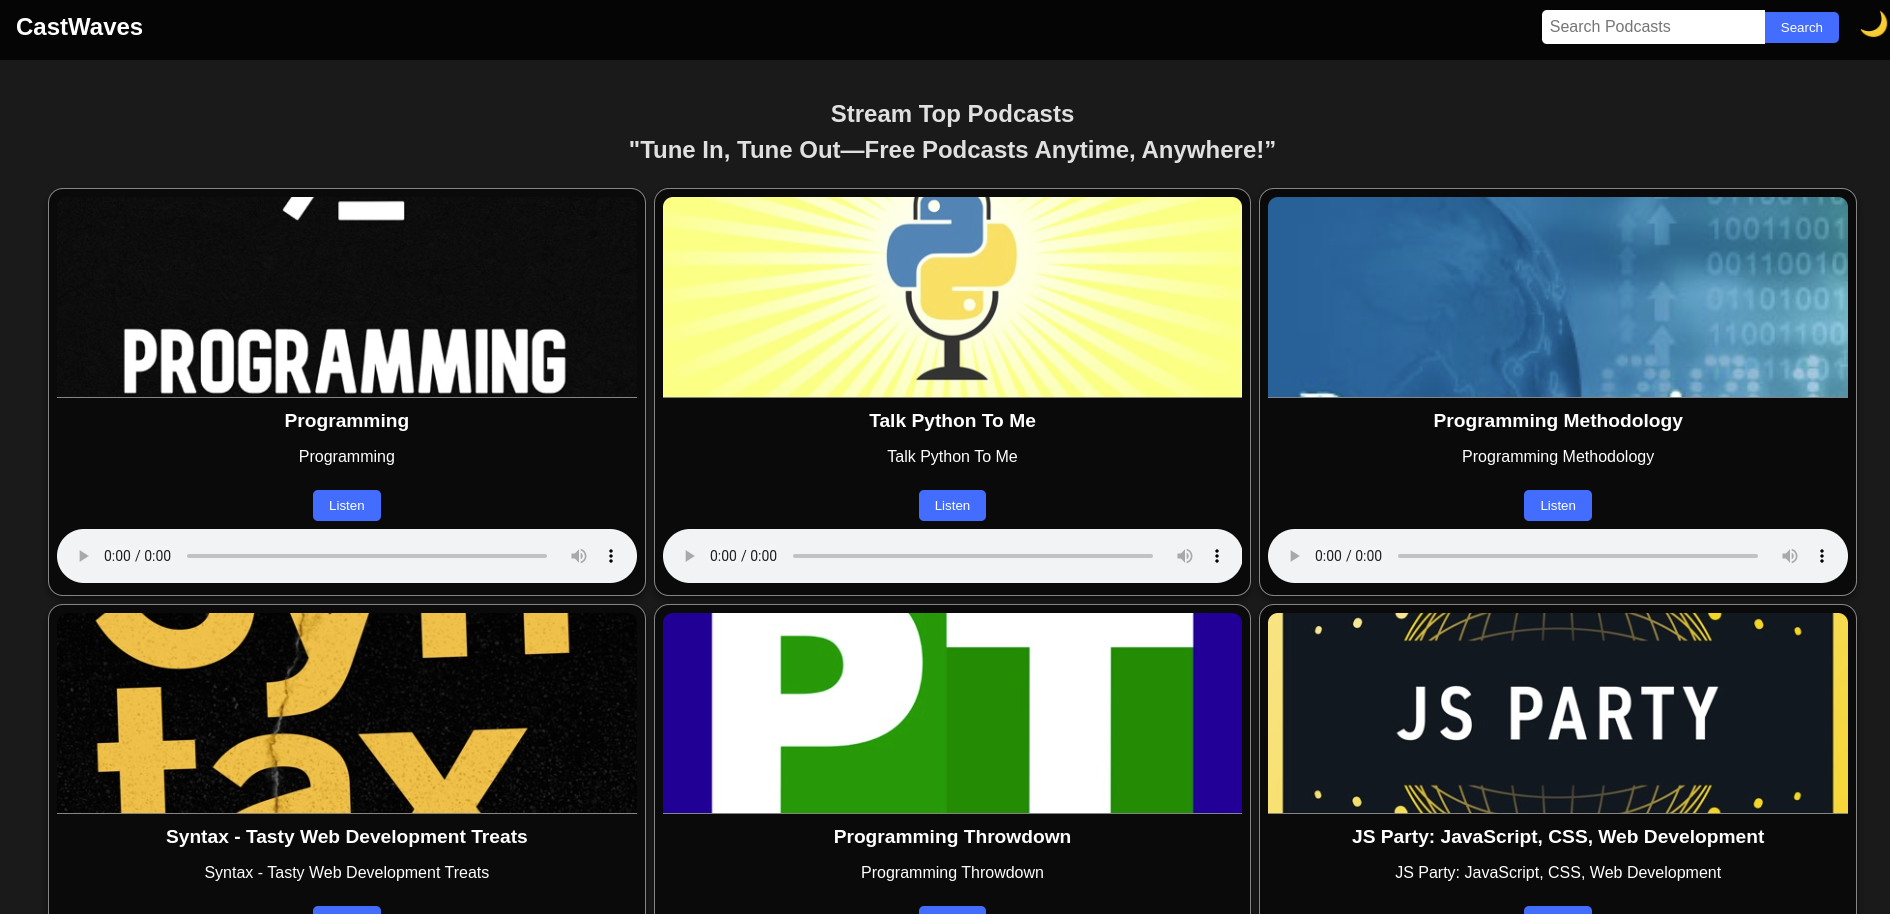 CastWaves
Search Podcasts
Search
Stream Top Podcasts
"Tune In, Tune Out—Free Podcasts Anytime, Anywhere!”
PROGRAMMING
10011001
00110010
01101001
11001100
Programming
Talk Python To Me
Programming Methodology
Programming
Talk Python To Me
Programming Methodology
Listen
Listen
Listen
0:00 / 0:00
0:00 / 0:00
0:00 / 0:00
Syn
tax
PT
JS PARTY
Syntax - Tasty Web Development Treats
Programming Throwdown
JS Party: JavaScript, CSS, Web Development
Syntax - Tasty Web Development Treats
Programming Throwdown
JS Party: JavaScript, CSS, Web Development